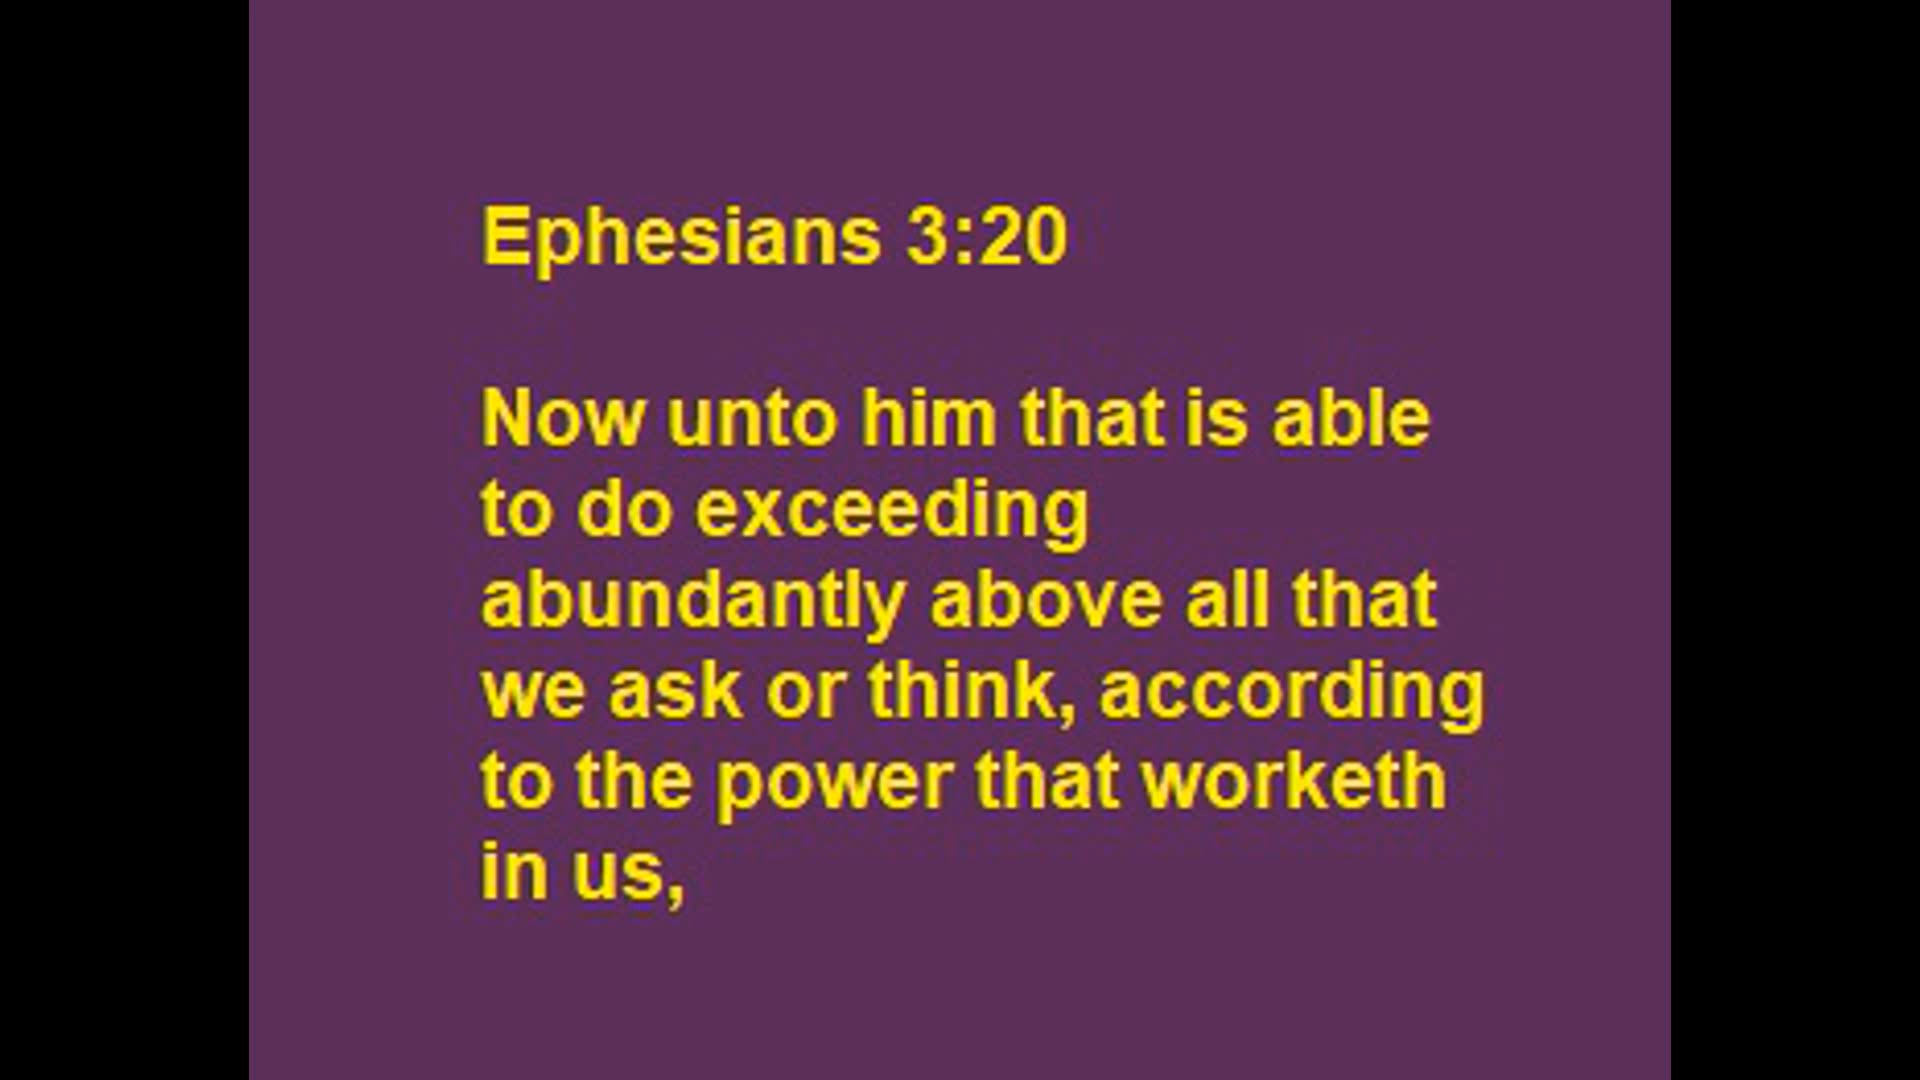 Ephesians 3:20
Now unto him that is able
to do exceeding
abundantly above all that
we ask or think, according
to the power that worketh
in us,